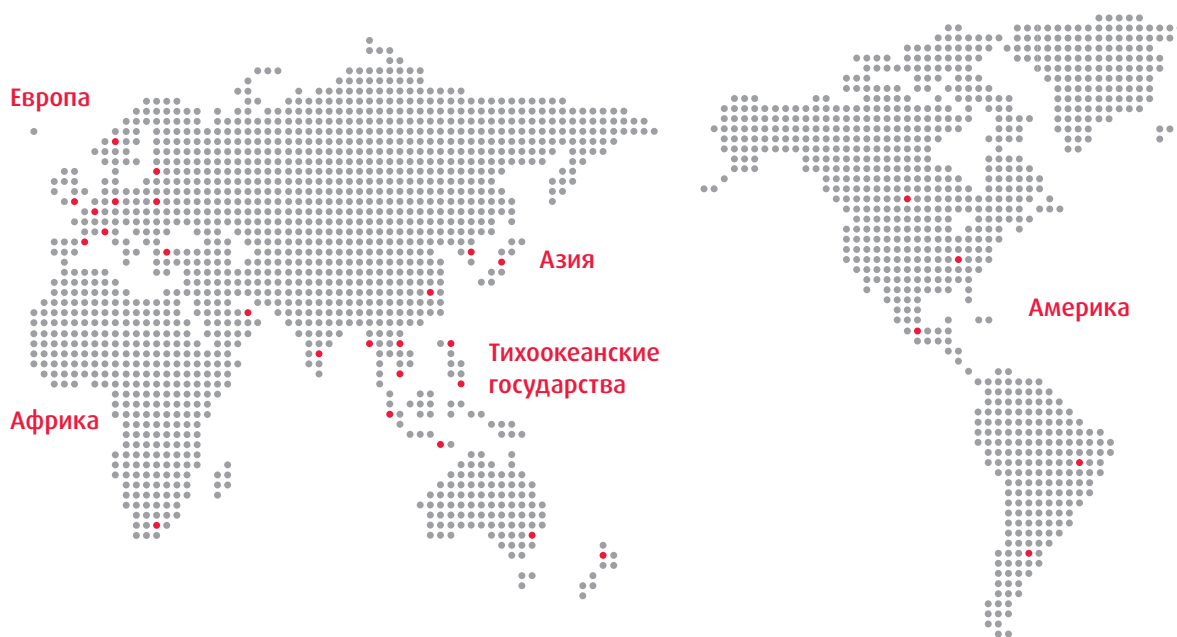 Европа
Азия
Америка
Тихоокеанские
государства
Африка